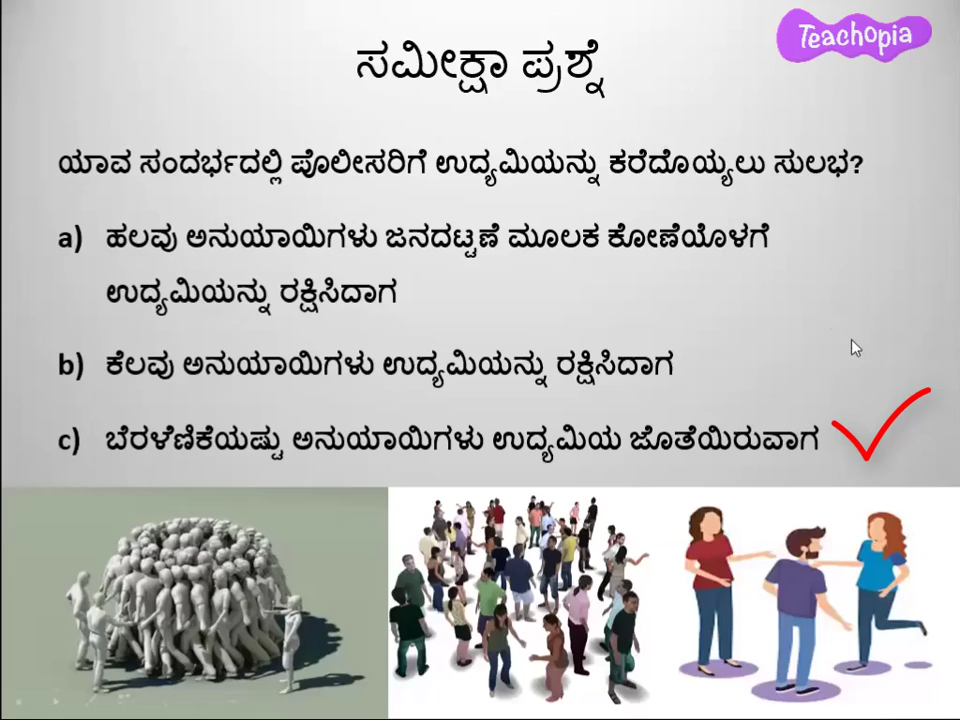 Teachopia
ಸಮೀಕ್ಷಾ ಪ್ರಶ್ನೆ
ಯಾವ ಸಂದರ್ಭದಲ್ಲಿ ಪೊಲೀಸರಿಗೆ ಉದ್ಯಮಿಯನ್ನು ಕರೆದೊಯ್ಯಲು ಸುಲಭ?
a) ಹಲವು ಅನುಯಾಯಿಗಳು ಜನದಟ್ಟಣೆ ಮೂಲಕ ಕೋಣೆಯೊಳಗೆ
ಉದ್ಯಮಿಯನ್ನು ರಕ್ಷಿಸಿದಾಗ
b) ಕೆಲವು ಅನುಯಾಯಿಗಳು ಉದ್ಯಮಿಯನ್ನು ರಕ್ಷಿಸಿದಾಗ
c) ಬೆರಳೆಣಿಕೆಯಷ್ಟು ಅನುಯಾಯಿಗಳು ಉದ್ಯಮಿಯ ಜೊತೆಯಿರುವಾಗ